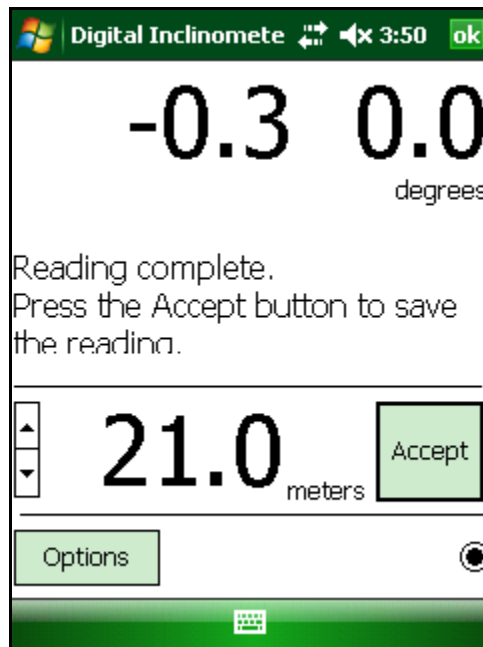 Digital Inclinomete 3:50 ok
-0.3 0.0
degrees
Reading complete.
Press the Accept button to save
the reading.
21.0 meters
Accept
Options